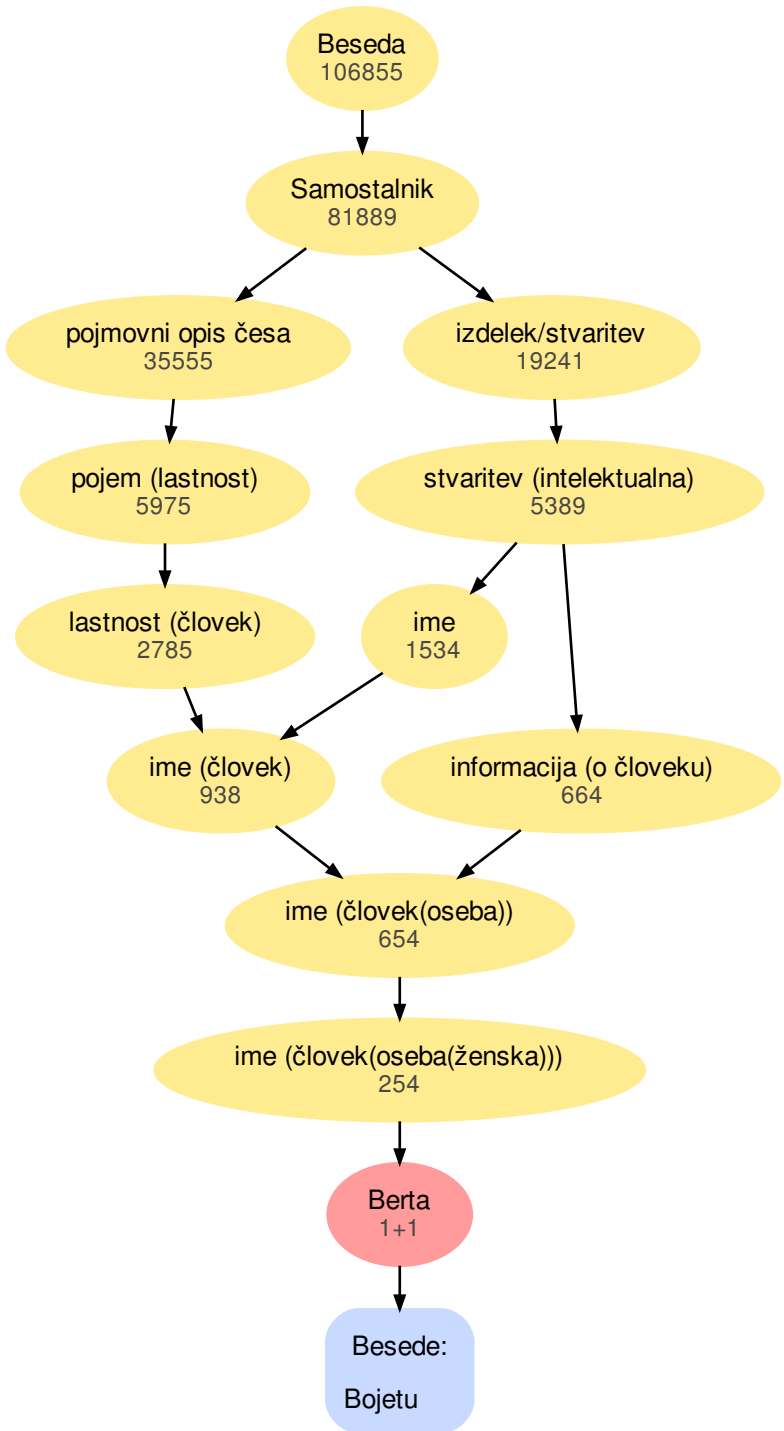 Beseda
106855
Samostalnik
81889
pojmovni opis česa
35555
izdelek/stvaritev
19241
pojem (lastnost)
5975
stvaritev (intelektualna)
5389
lastnost (človek)
2785
ime
1534
ime (človek)
938
informacija (o človeku)
664
ime (človek(oseba))
654
ime (človek(oseba(ženska)))
254
Berta
1+1
Besede:
Bojetu